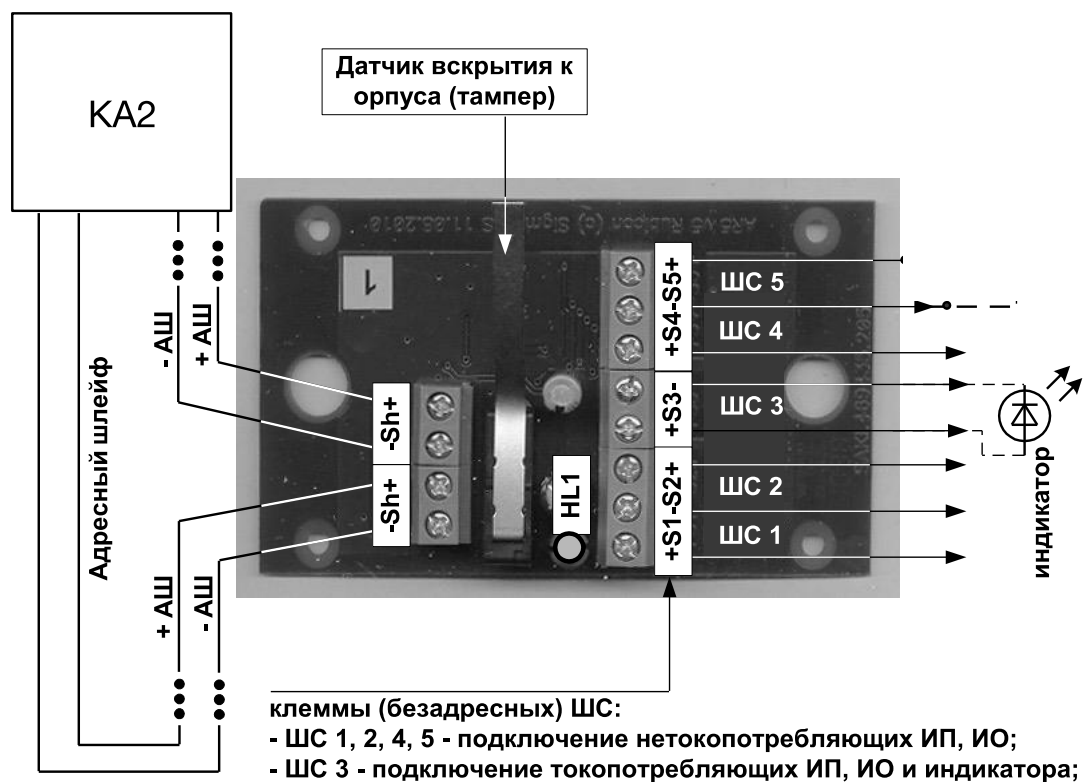 КА2
Датчик вскрытия к
орпуса (тампер)
1
- АШ
+ АШ
Адресный шлейф
-Sh+
-Sh+
HL1
+S4-S5+
+S3-
+S1-S2+
ШС 5
ШС 4
ШС 3
ШС 2
ШС 1
индикатор
+ АШ
- АШ
клеммы (безадресных) ШС:
- ШС 1, 2, 4, 5 - подключение нетокопотребляющих ИП, ИО;
- ШС 3 - подключение токопотребляющих ИП, ИО и индикатора;